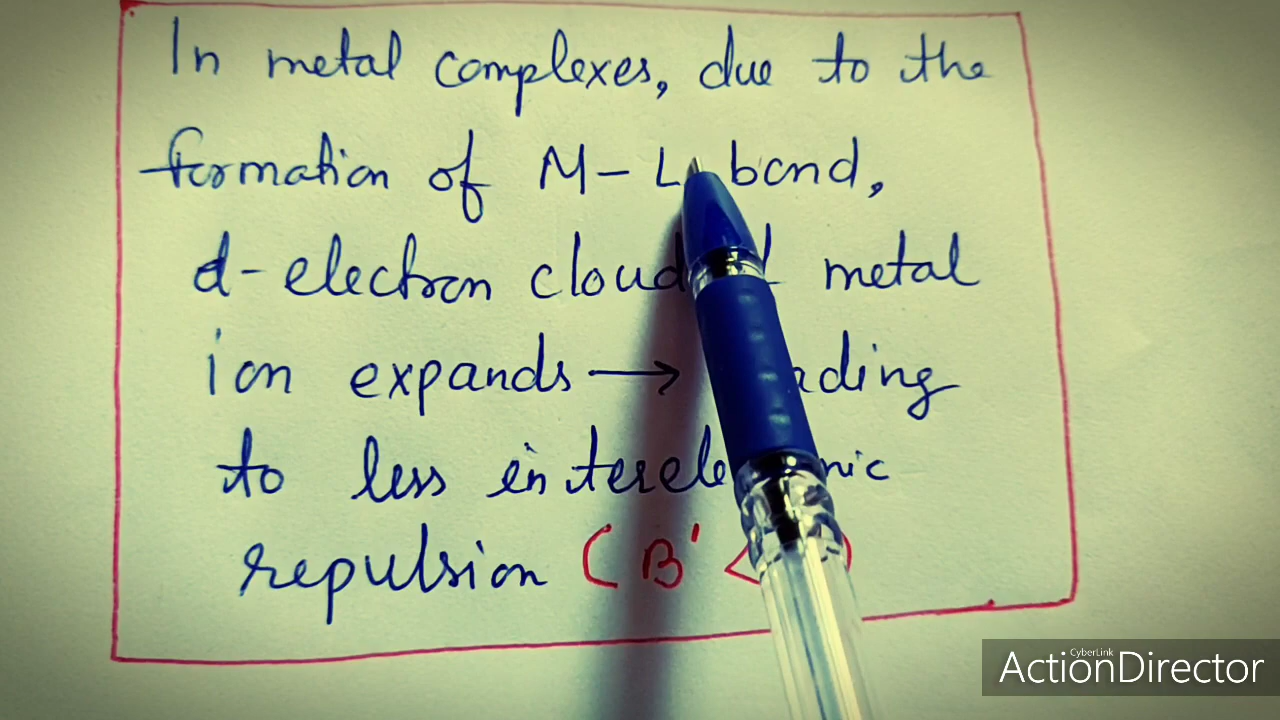 In metal complexes, due to the
formation of M-L bond,
d-electron cloud metal
ion expands →
to less
repulsion (B' <
CyberLink
ActionDirector